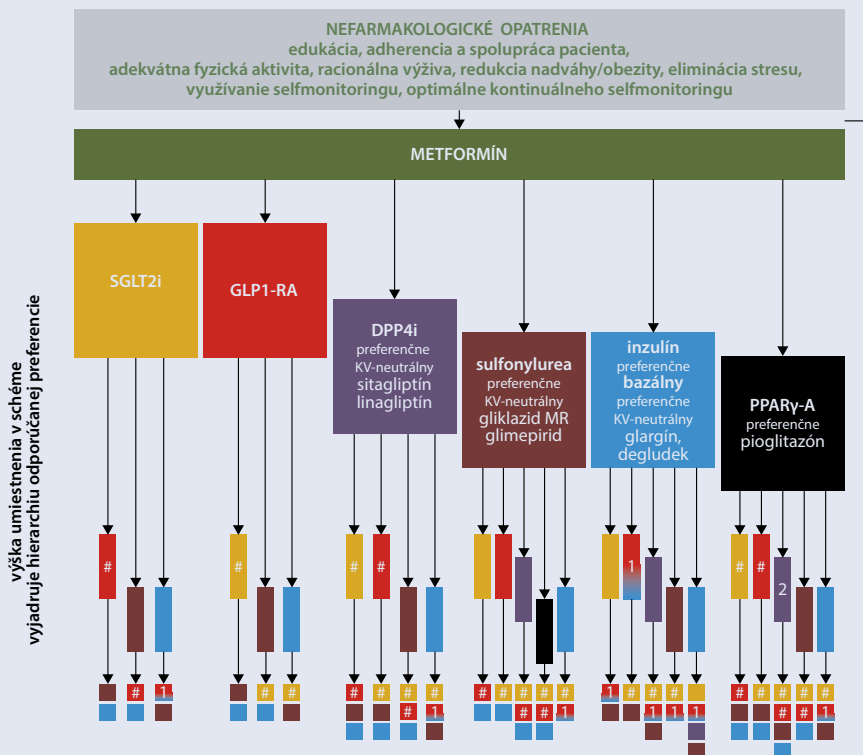 NEFARMAKOLOGICKÉ OPATRENIA
edukácia, adherencia a spolupráca pacienta,
adekvátna fyzická aktivita, racionálna výživa, redukcia nadváhy/obezity, eliminácia stresu,
využívanie selfmonitoringu, optimálne kontinuálneho selfmonitoringu
METFORMÍN
výška umiestnenia v schéme
vyjadruje hierarchiu odporúčanej preferencie
SGLT2i
GLP1-RA
DPP4i
preferenčne
KV-neutrálny
sitagliptín
linagliptín
sulfonylurea
preferenčne
KV-neutrálny
gliklazid MR
glimepirid
inzulín
preferenčne
bazálny
preferenčne
KV-neutrálny
glargín,
degludek
PPARγ-A
preferenčne
pioglitazón
# # # # 1 # #
2
# 1 # # # # # # # # # 1 # # # # # # # #
# 1 # # 1 1 1 1 # # 1